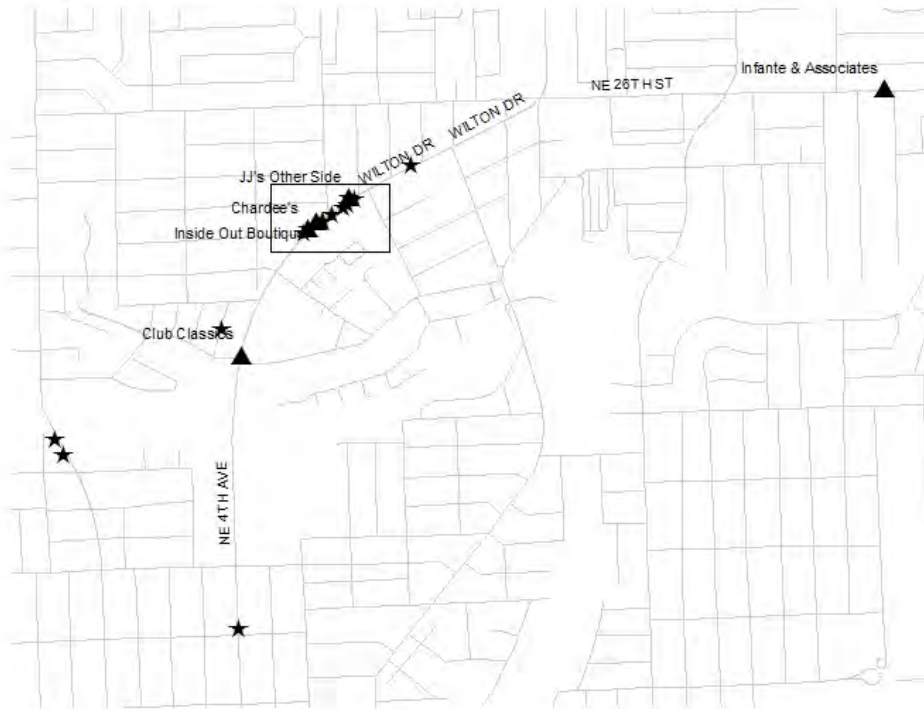 Infante & Associates
NE 26TH ST
WILTON DR
WILTON DR
JJ's Other Side
Chardee's
Inside Out Boutique
Club Classics
NE 4TH AVE